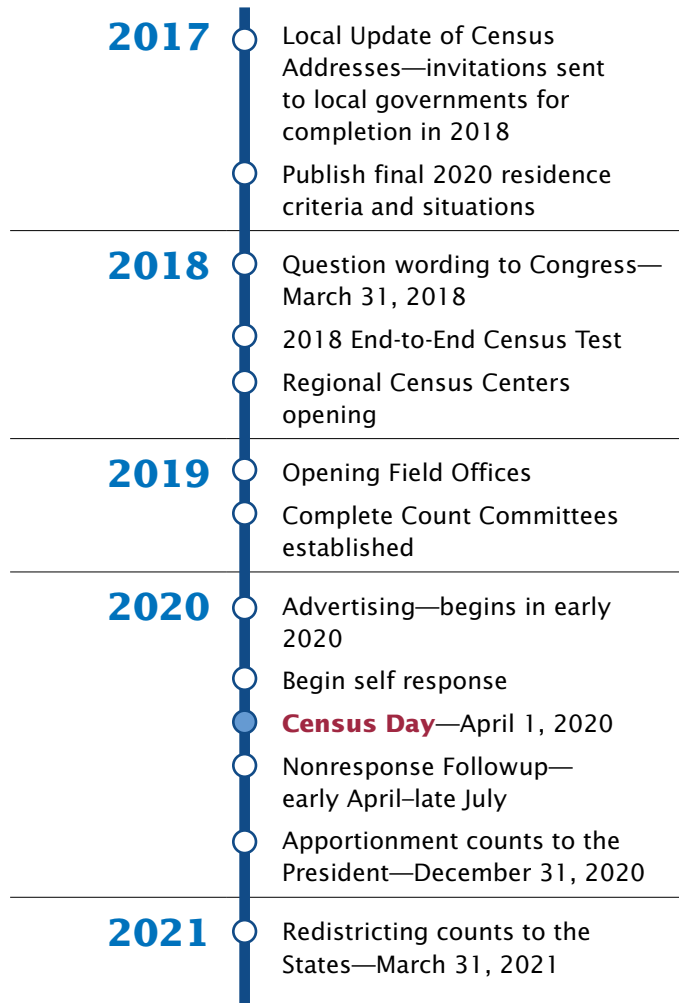 2017
Local Update of Census
Addresses—invitations sent
to local governments for
completion in 2018
Publish final 2020 residence
criteria and situations
2018
Question wording to Congress—
March 31, 2018
2018 End-to-End Census Test
Regional Census Centers
opening
2019
Opening Field Offices
Complete Count Committees
established
2020
Advertising—begins in early
2020
Begin self response
Census Day—April 1, 2020
Nonresponse Followup—
early April–late July
Apportionment counts to the
President—December 31, 2020
2021
Redistricting counts to the
States—March 31, 2021